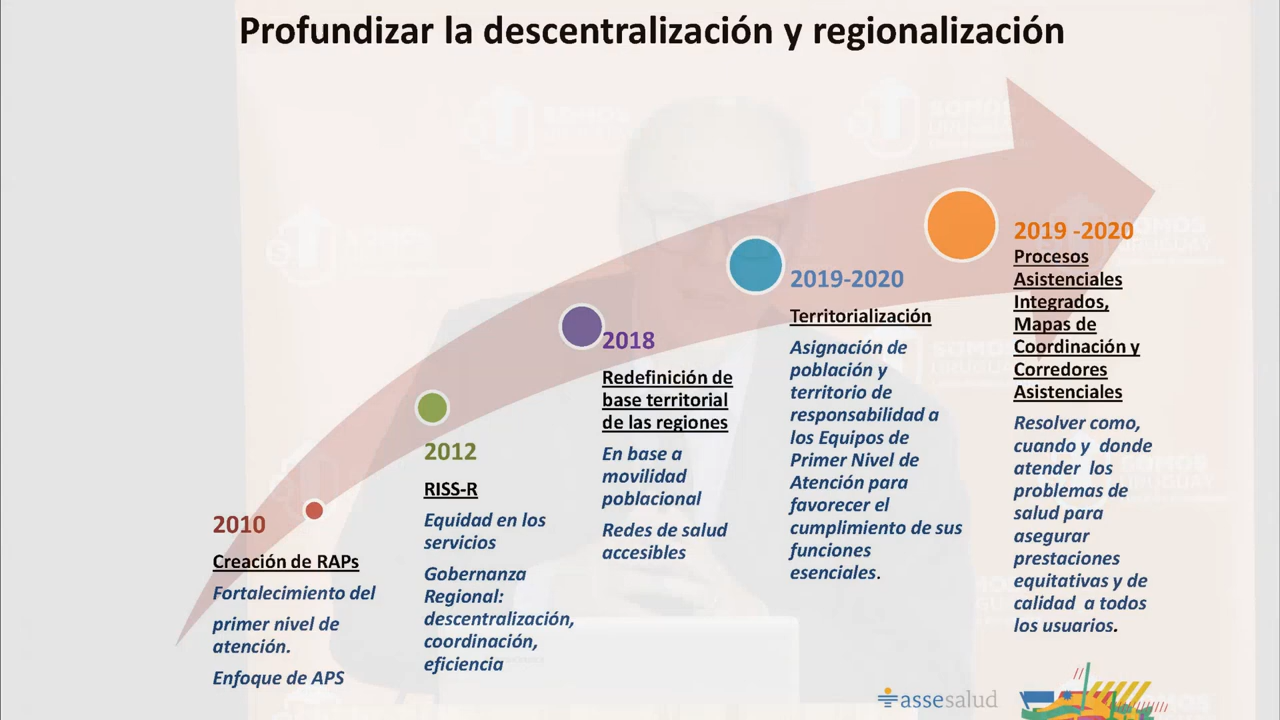 Profundizar la descentralización y regionalización
2010
Creación de RAPs
Fortalecimiento del
primer nivel de
atención.
Enfoque de APS
2012
RISS-R
Equidad en los
servicios
Gobernanza
Regional:
descentralización,
coordinación,
eficiencia
2018
Redefinición de
base territorial
de las regiones
En base a
movilidad
poblacional
Redes de salud
accesibles
2019-2020
Territorialización
Asignación de
población y
territorio de
responsabilidad a
los Equipos de
Primer Nivel de
Atención para
favorecer el
cumplimiento de sus
funciones
esenciales.
2019 -2020
Procesos
Asistenciales
Integrados,
Mapas de
Coordinación y
Corredores
Asistenciales
Resolver como,
cuando y donde
atender los
problemas de
salud para
asegurar
prestaciones
equitativas y de
calidad a todos
los usuarios.
assesalud
SOMOS
URUGUAY